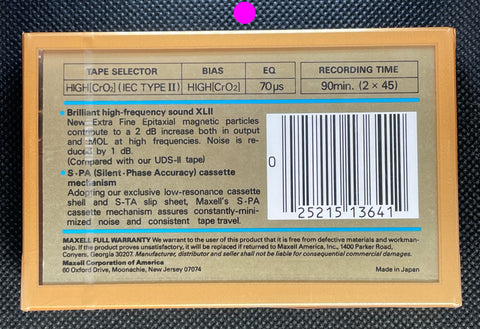 TAPE SELECTOR BIAS EQ RECORDING TIME
HIGH[CrO2] (IEC TYPE II) HIGH[CrO2] 70μs 90min. (2 × 45)
Brilliant high-frequency sound XLII
New Extra Fine Epitaxial magnetic particles
contribute to a 2 dB increase both in output
and MOL at high frequencies. Noise is re-
duced by 1 dB.
(Compared with our UDS-II tape)
S-PA (Silent-Phase Accuracy) cassette
mechanism
Adopting our exclusive low-resonance cassette
shell and S-TA slip sheet, Maxell's S-PA
cassette mechanism assures constantly-mini-
mized noise and consistent tape travel.
0
25215 13641
MAXELL FULL WARRANTY We warrant to the user of this product that it is free from defective materials and workman-
ship. If the product proves unsatisfactory, it will be replaced if returned to Maxell America, Inc., 1400 Parker Road,
Conyers, Georgia 30207. Manufacturer, distributor and seller shall not be liable for consequential commercial damages.
Maxell Corporation of America
60 Oxford Drive, Moonachie, New Jersey 07074 Made in Japan